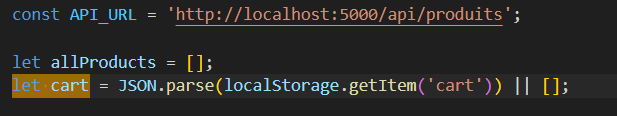 const API_URL = 'http://localhost:5000/api/produits';
let allProducts = [];
let cart = JSON.parse(localStorage.getItem('cart')) || [];